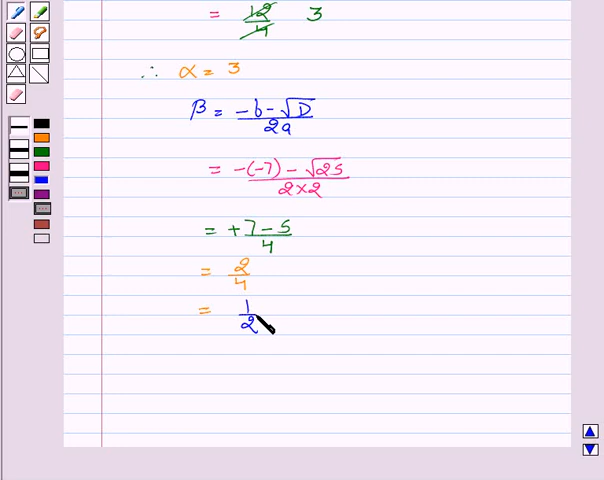 = 12/4 3
∴ α = 3
β = -b - √D / 2a
= -(-7) - √25 / 2×2
= +7 - 5 / 4
= 2/4
= 1/2